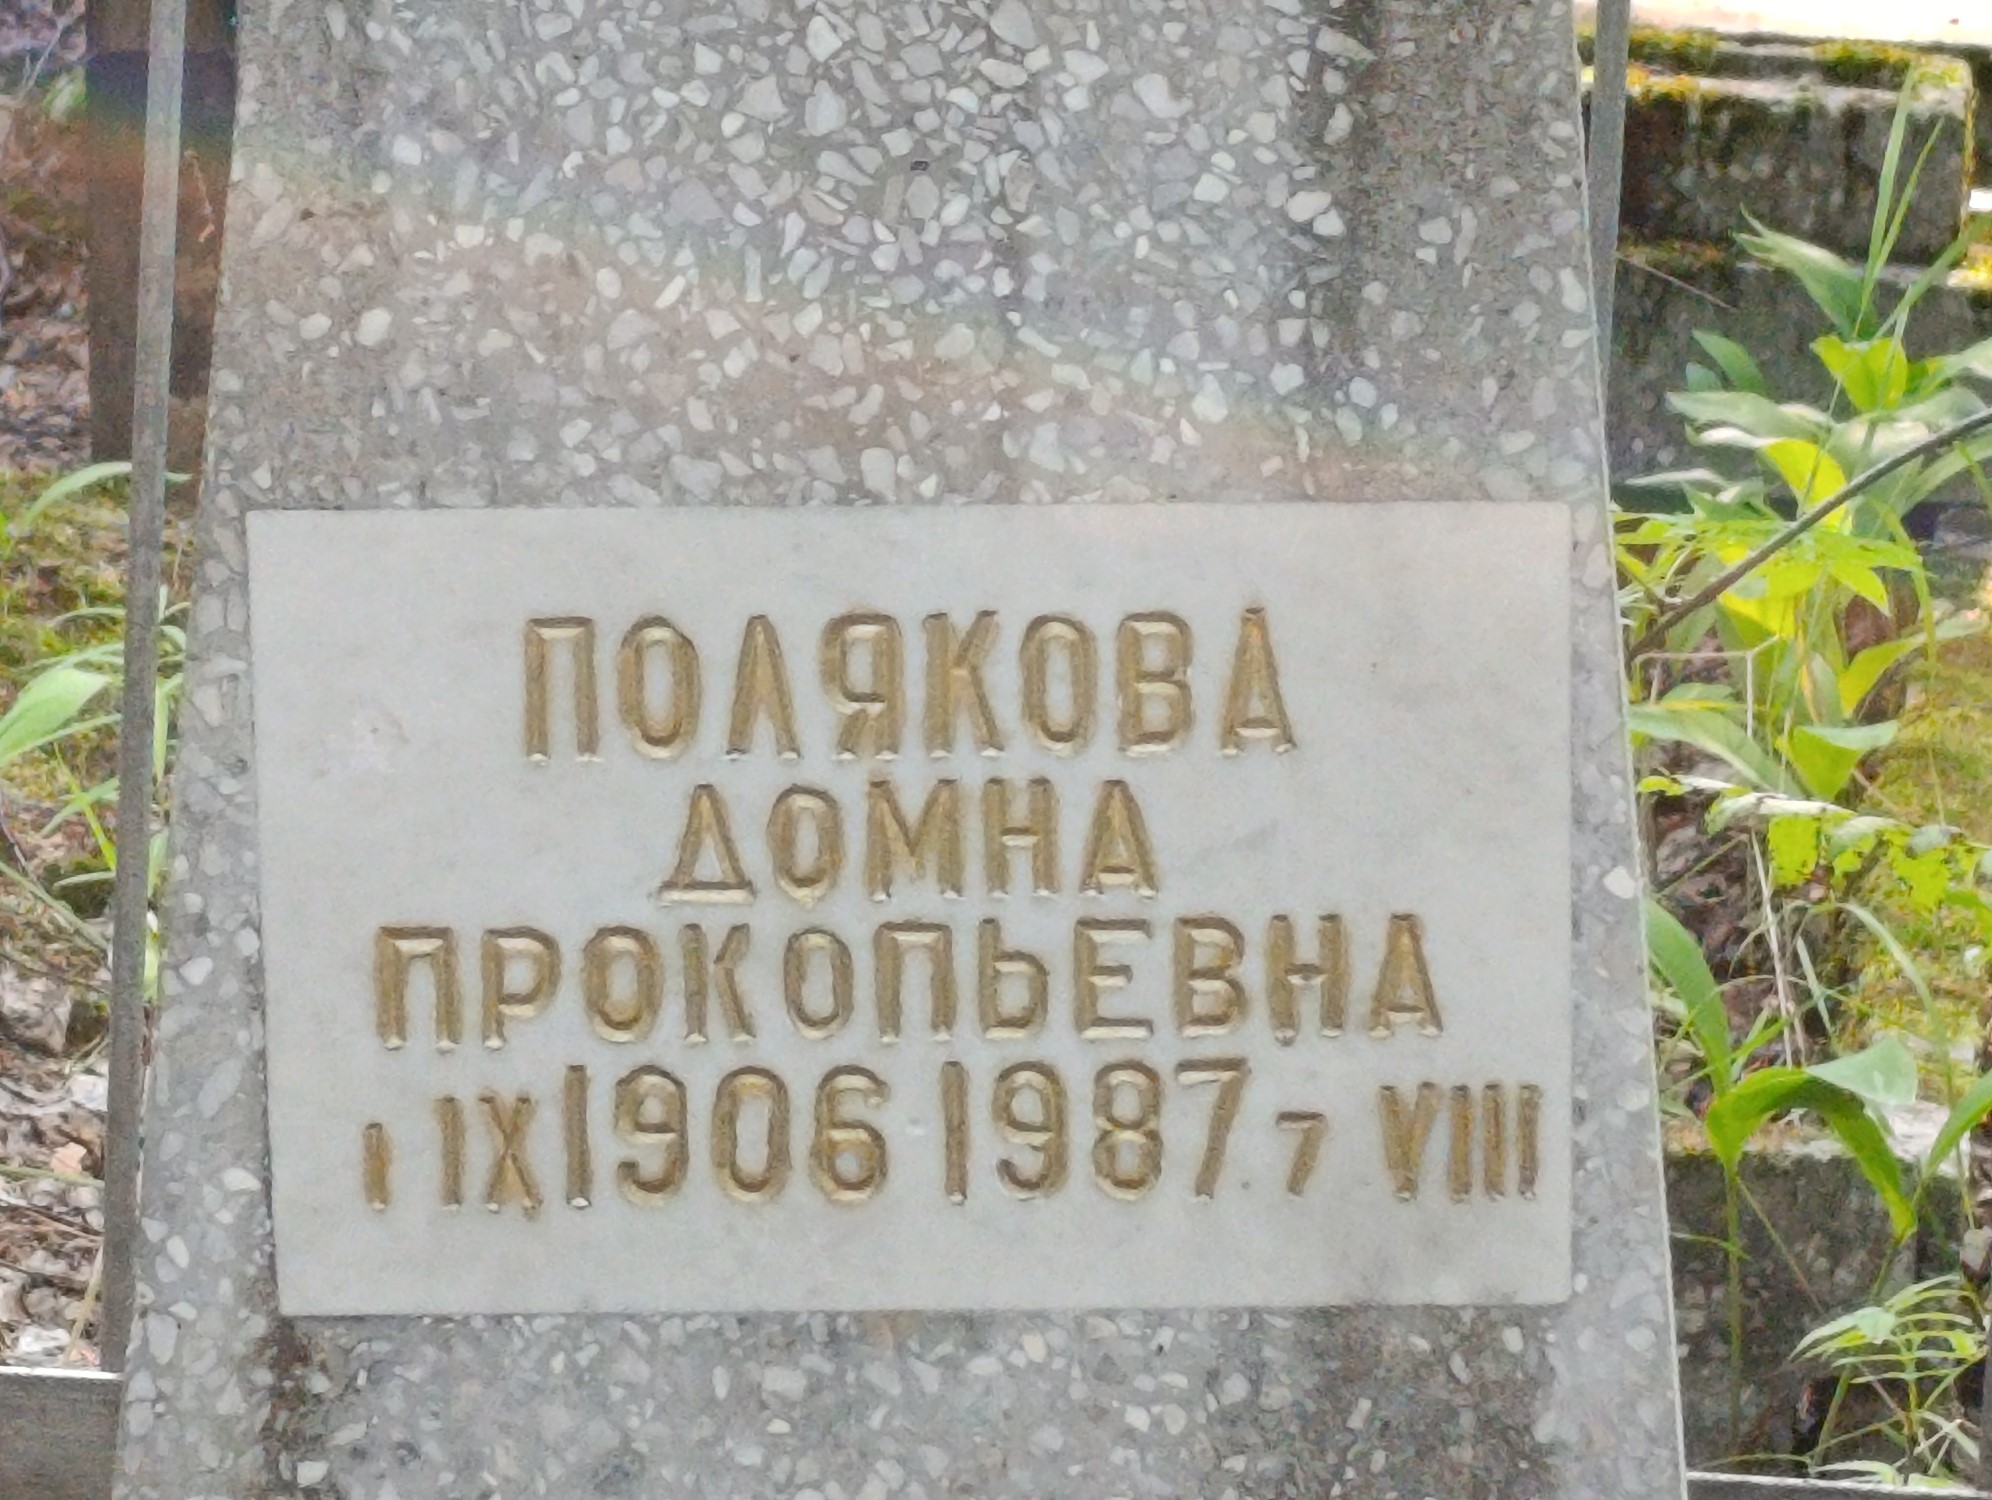 ПОЛЯКОВА
ДОМНА
ПРОКОПЬЕВНА
1 IX 1906 1987 7 VIII